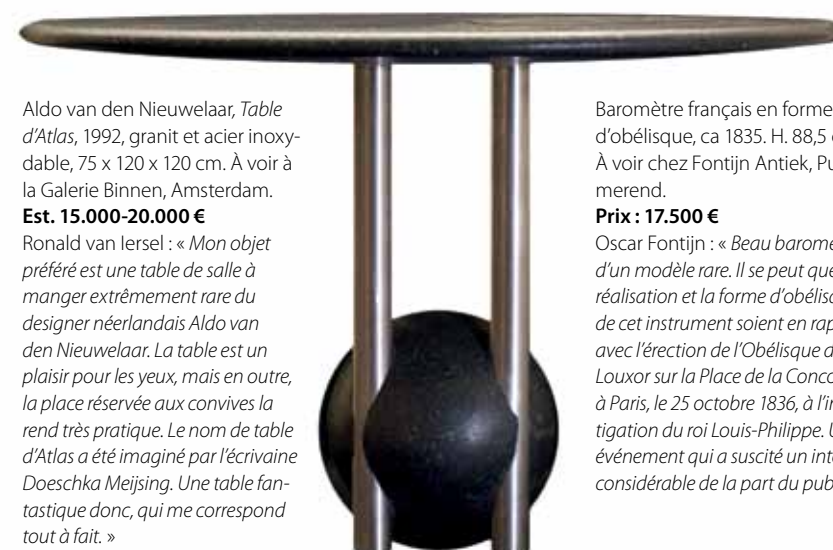 Aldo van den Nieuwelaar, Table
d'Atlas, 1992, granit et acier inoxy-
dable, 75 x 120 x 120 cm. À voir à
la Galerie Binnen, Amsterdam.
Est. 15.000-20.000 €
Ronald van Iersel : « Mon objet
préféré est une table de salle à
manger extrêmement rare du
designer néerlandais Aldo van
den Nieuwelaar. La table est un
plaisir pour les yeux, mais en outre,
la place réservée aux convives la
rend très pratique. Le nom de table
d'Atlas a été imaginé par l'écrivaine
Doeschka Meijsing. Une table fan-
tastique donc, qui me correspond
tout à fait. »
Baromètre français en forme
d'obélisque, ca 1835. H. 88,5
À voir chez Fontijn Antiek,
merend.
Prix : 17.500 €
Oscar Fontijn : « Beau
d'un modèle rare. Il se peut que
réalisation et la forme
de cet instrument soient en
avec l'érection de l'Obélisque
Louxor sur la Place de la
à Paris, le 25 octobre 1836, à
tigation du roi Louis-Philippe.
événement qui a suscité un
considérable de la part du